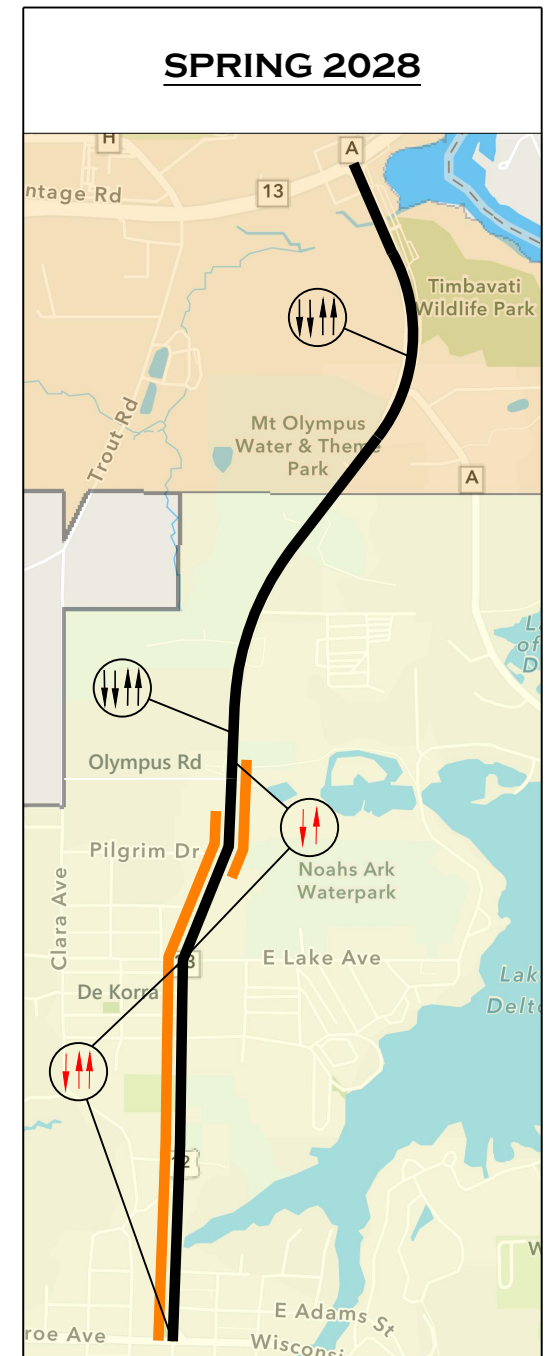 SPRING 2028
H
A
ntage Rd
13
Timbavati
Wildlife Park
Trout Rd
Mt Olympus
Water & Theme
Park
A
Olympus Rd
Pilgrim Dr
Noahs Ark
Waterpark
Clara Ave
E Lake Ave
De Korra
Lak
Delt
E Adams St
roe Ave
Wisconsi